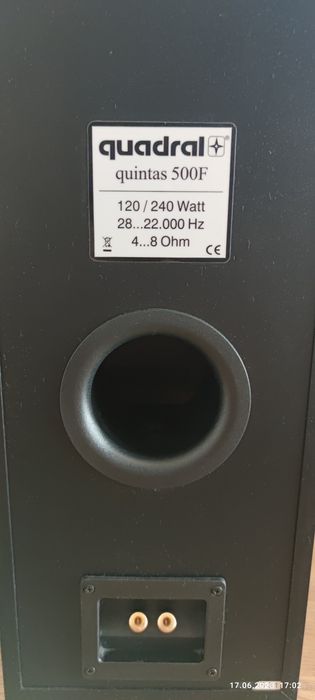 quadral
quintas 500F
120 / 240 Watt
28...22.000 Hz
4...8 Ohm
CE